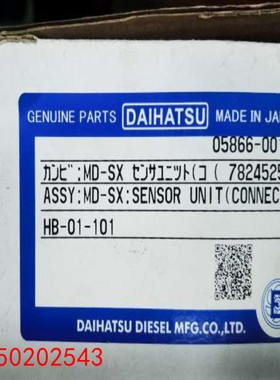 GENUINE PARTS DAIHATSU MADE IN JA
05866-00
ｶﾝﾋﾞ;MD-SX ｾﾝｻﾕﾆｯﾄ(ｺ ( 7824525
ASSY;MD-SX;SENSOR UNIT(CONNEC
HB-01-101
DAIHATSU DIESEL MFG.CO.,LTD.
50202543